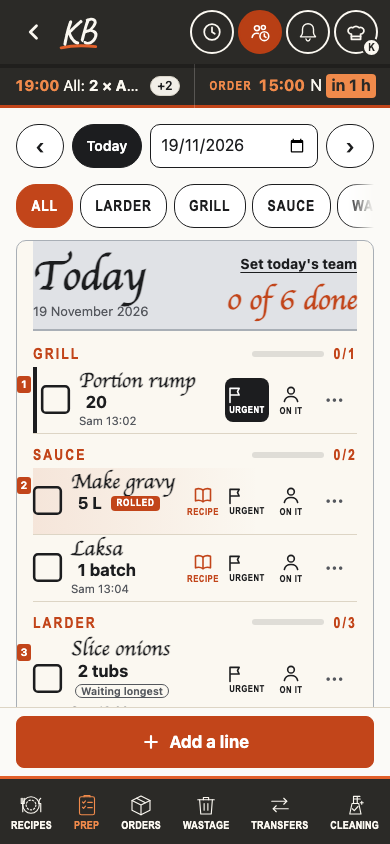 KB
K
19:00 All: 2 × A... +2
ORDER 15:00 N in 1 h
Today
19/11/2026
ALL
LARDER
GRILL
SAUCE
WA
Today
Set today's team
19 November 2026
0 of 6 done
GRILL
0/1
1
Portion rump
20
Sam 13:02
URGENT
ON IT
SAUCE
0/2
2
Make gravy
5 L ROLLED
RECIPE
URGENT
ON IT
Laksa
1 batch
Sam 13:04
RECIPE
URGENT
ON IT
LARDER
0/3
3
Slice onions
2 tubs
Waiting longest
URGENT
ON IT
+ Add a line
RECIPES
PREP
ORDERS
WASTAGE
TRANSFERS
CLEANING